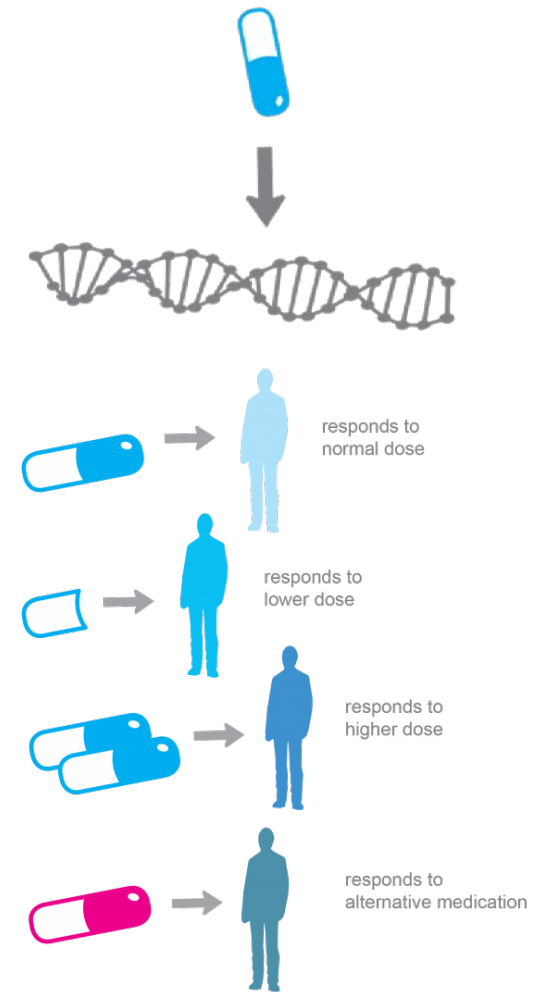 responds to
normal dose
responds to
lower dose
responds to
higher dose
responds to
alternative medication